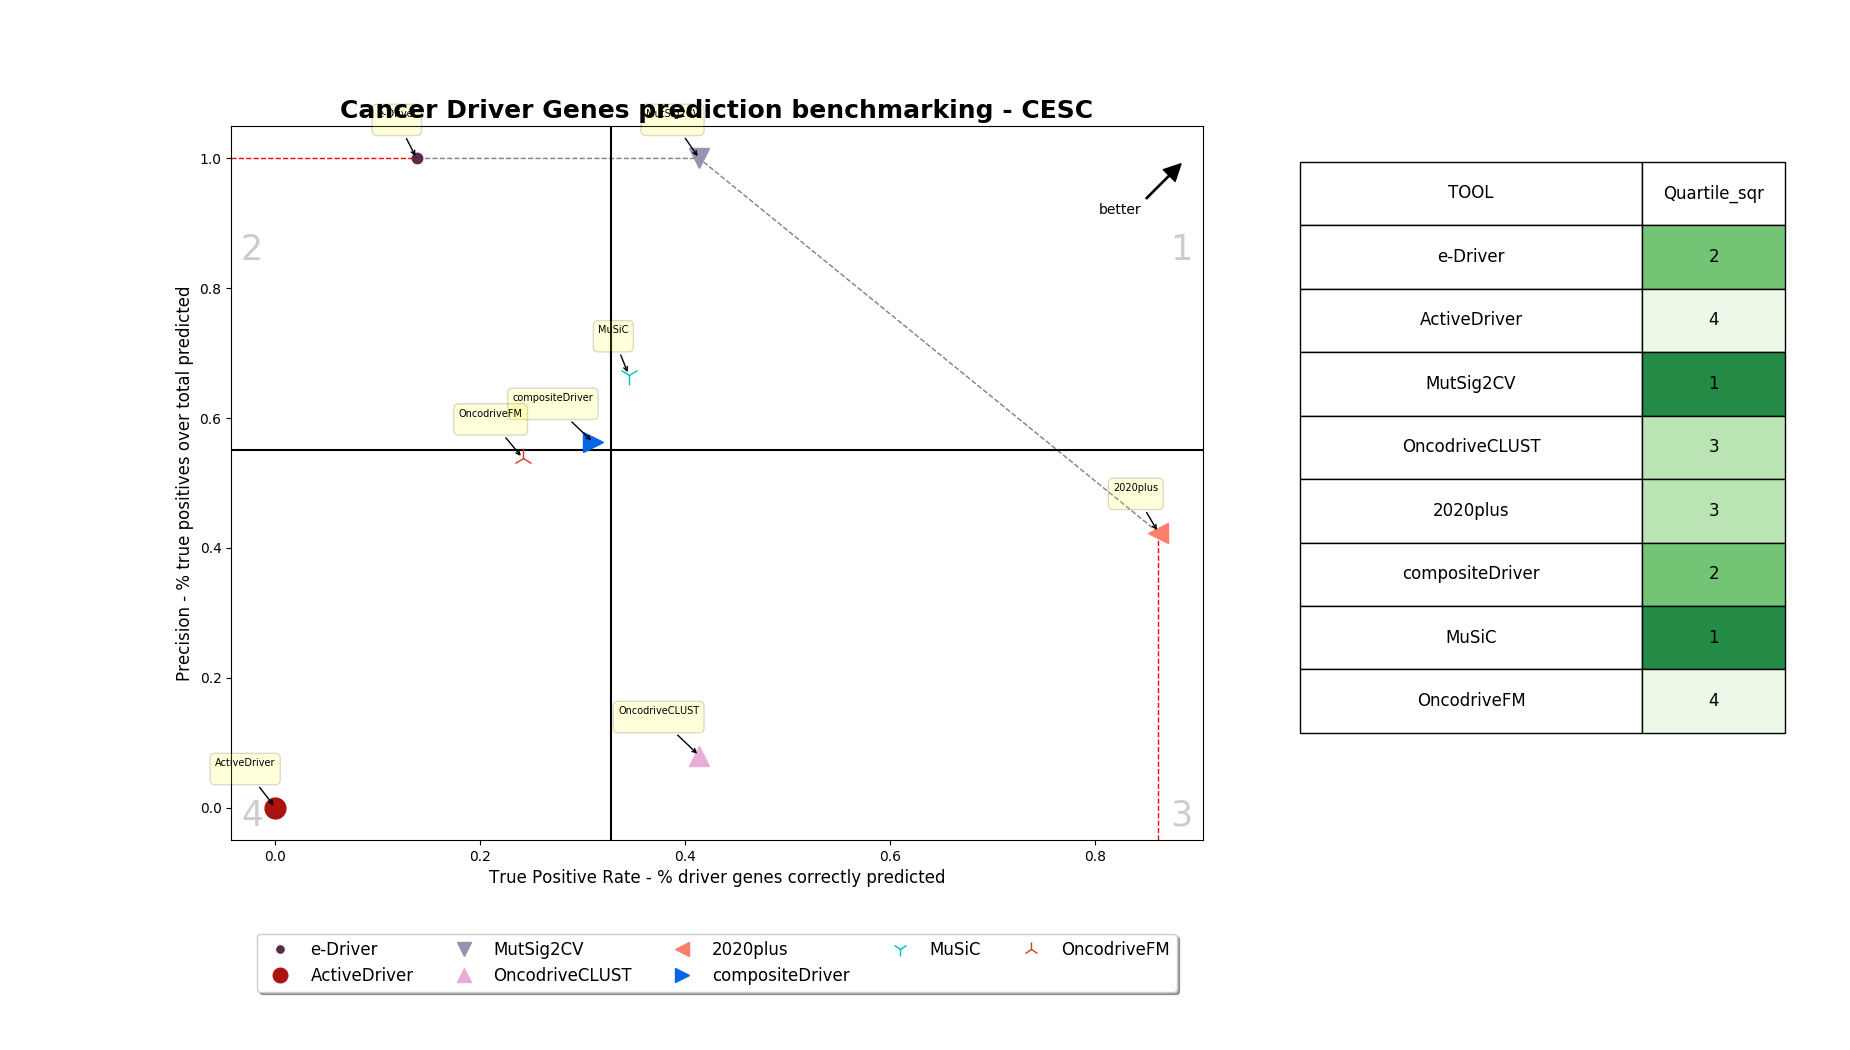 Cancer Driver Genes prediction benchmarking - CESC
better
2
1
MuSiC
compositeDriver
OncodriveFM
2020plus
OncodriveCLUST
ActiveDriver
4
3
1.0
0.8
0.6
0.4
0.2
0.0
Precision - % true positives over total predicted
0.0 0.2 0.4 0.6 0.8
True Positive Rate - % driver genes correctly predicted
e-Driver MutSig2CV 2020plus MuSiC OncodriveFM
ActiveDriver OncodriveCLUST compositeDriver
TOOL Quartile_sqr
e-Driver 2
ActiveDriver 4
MutSig2CV 1
OncodriveCLUST 3
2020plus 3
compositeDriver 2
MuSiC 1
OncodriveFM 4